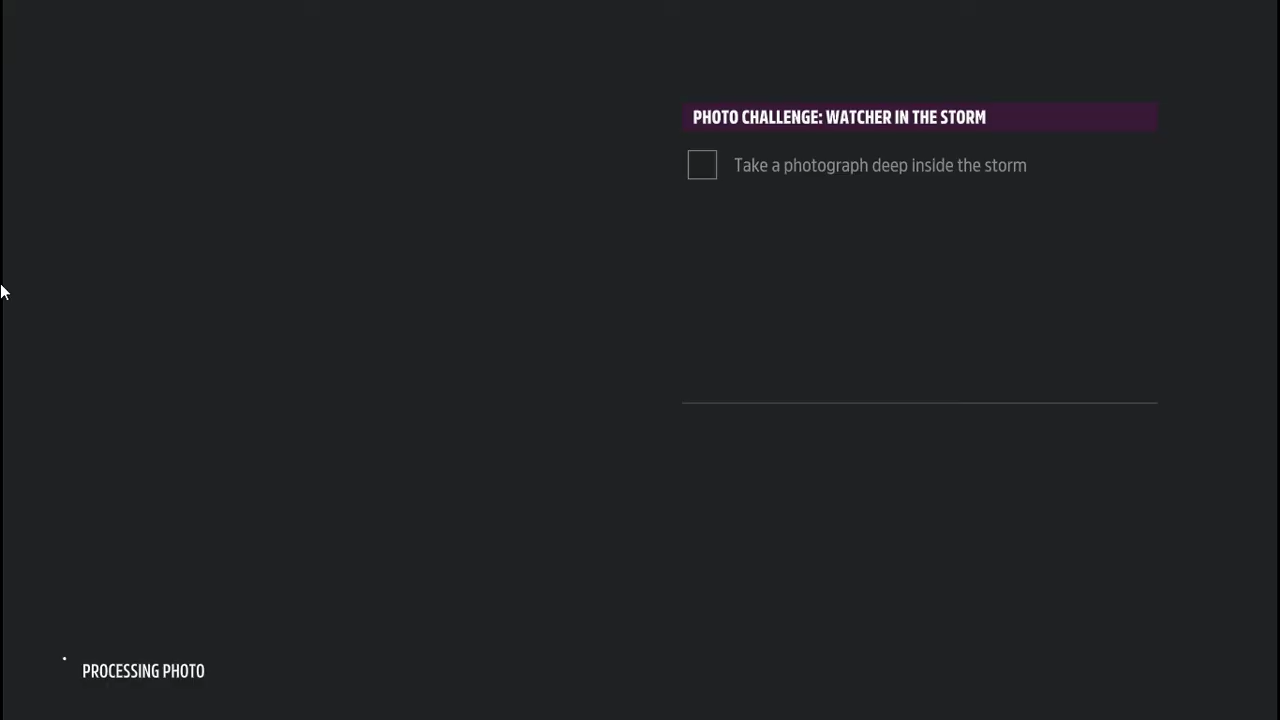 PHOTO CHALLENGE: WATCHER IN THE STORM
Take a photograph deep inside the storm
PROCESSING PHOTO